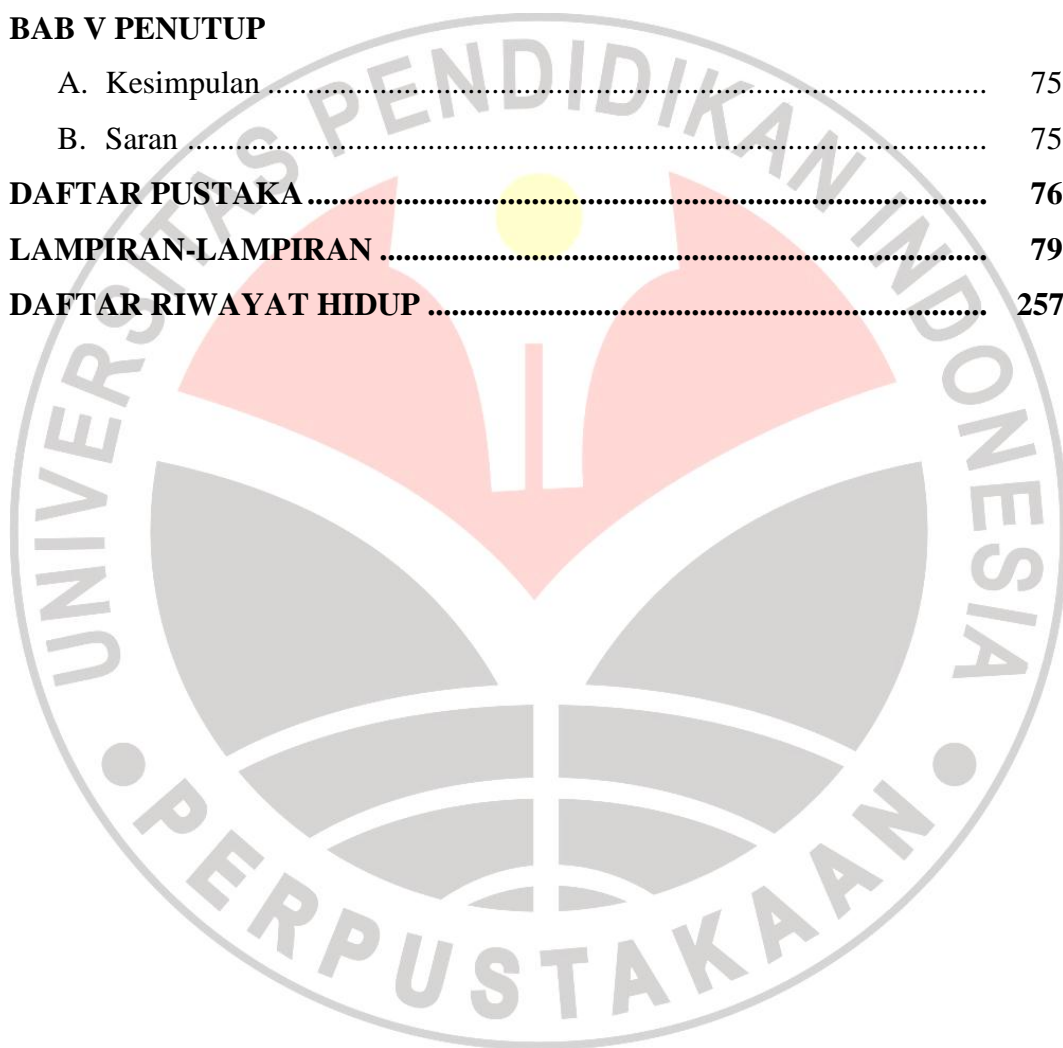 BAB V PENUTUP
A. Kesimpulan ........................................................................................ 75
B. Saran .................................................................................................. 75
DAFTAR PUSTAKA ................................................................................... 76
LAMPIRAN-LAMPIRAN .......................................................................... 79
DAFTAR RIWAYAT HIDUP .................................................................... 257
UNIVERSITAS PENDIDIKAN INDONESIA
PERPUSTAKAAN